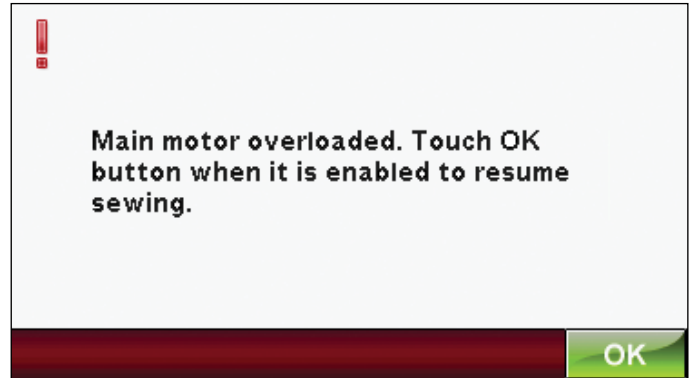 Main motor overloaded. Touch OK
button when it is enabled to resume
sewing.
OK